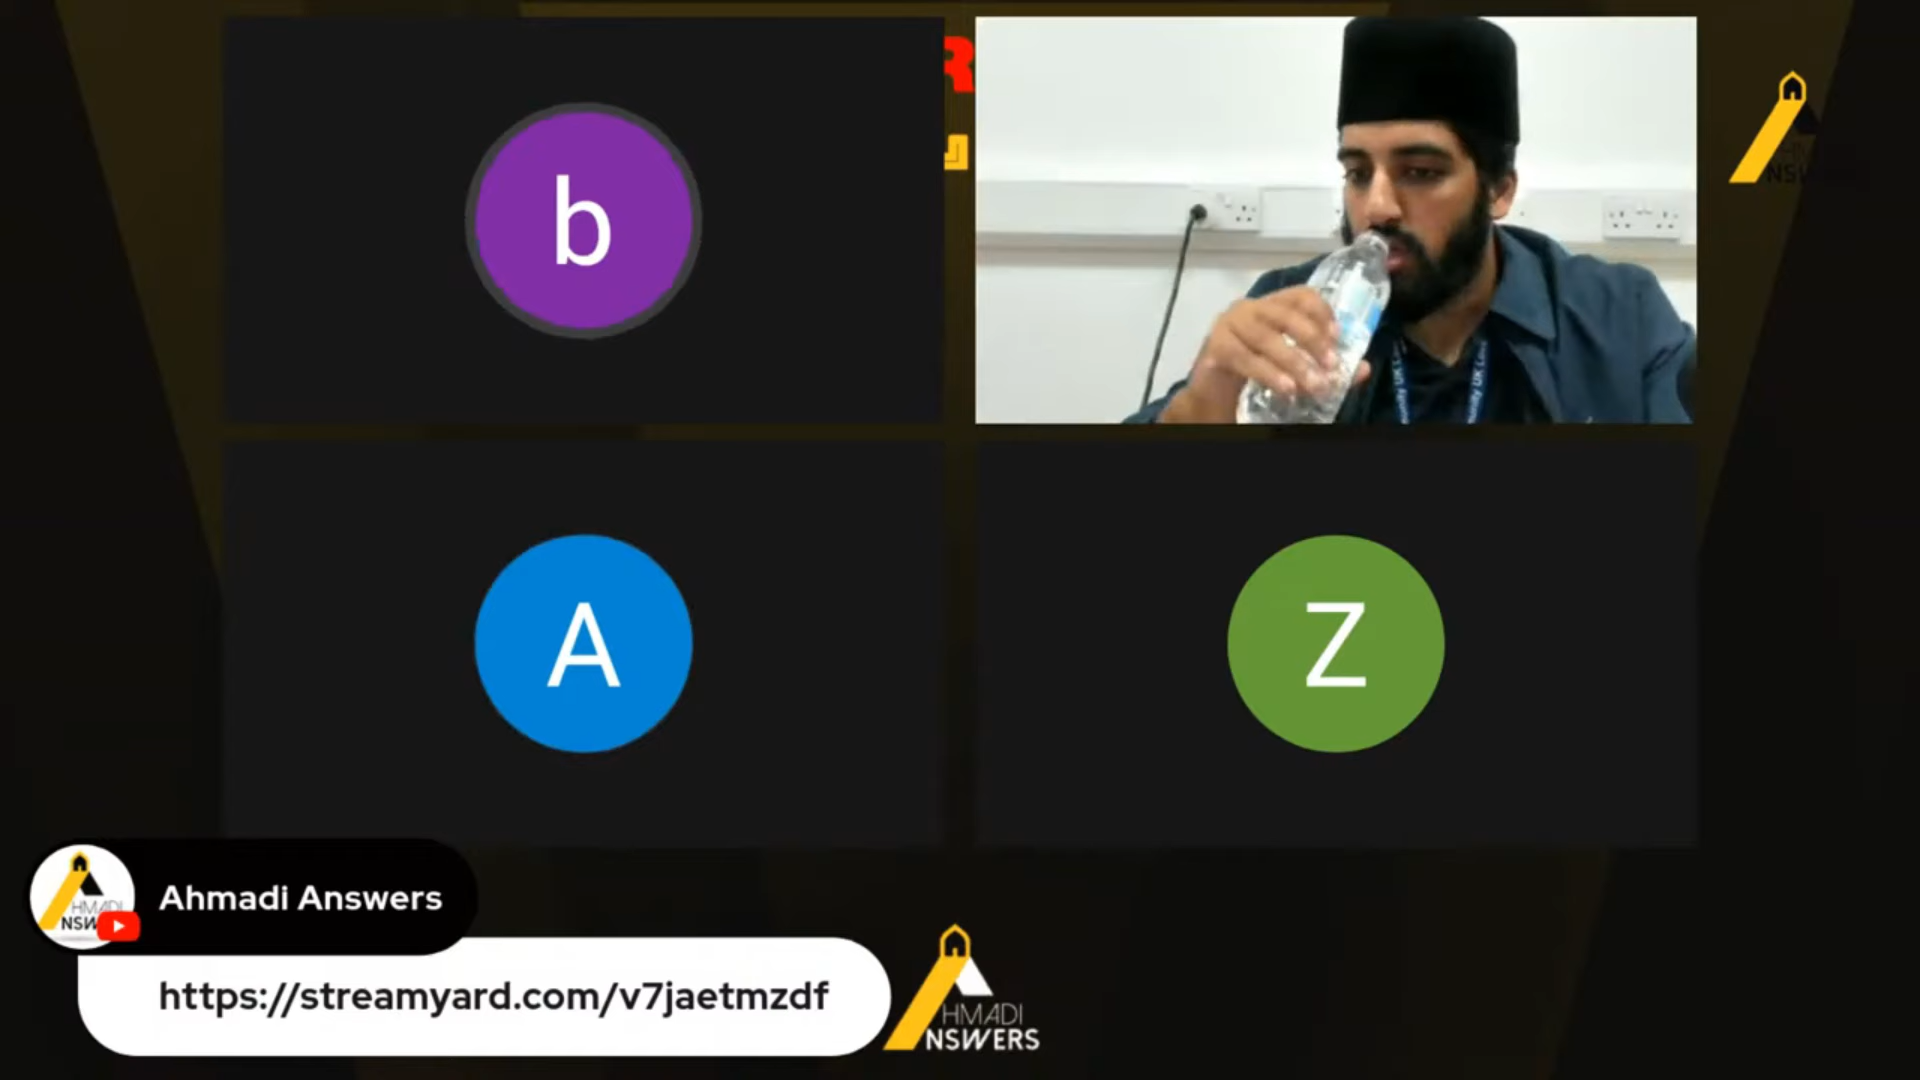 R
b
A
Z
Ahmadi Answers
https://streamyard.com/v7jaetmzdf
HMADI
NSWERS